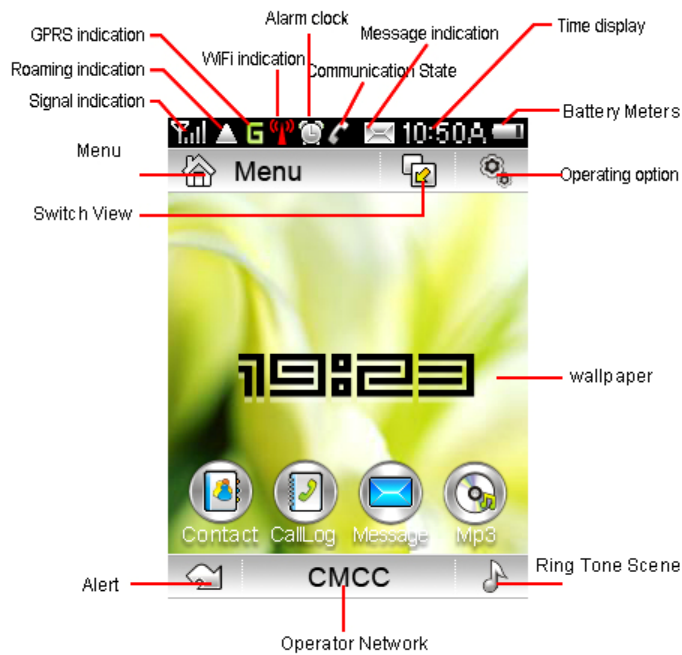 Alarm clock
GPRS indication
Message indication
Time display
WiFi indication
Roaming indication
Communication State
Signal indication
Battery Meters
G
10:50A
Menu
Menu
Operating option
Switch View
19:23
wallpaper
Contact CallLog Message Mp3
Ring Tone Scene
Alert
CMCC
Operator Network